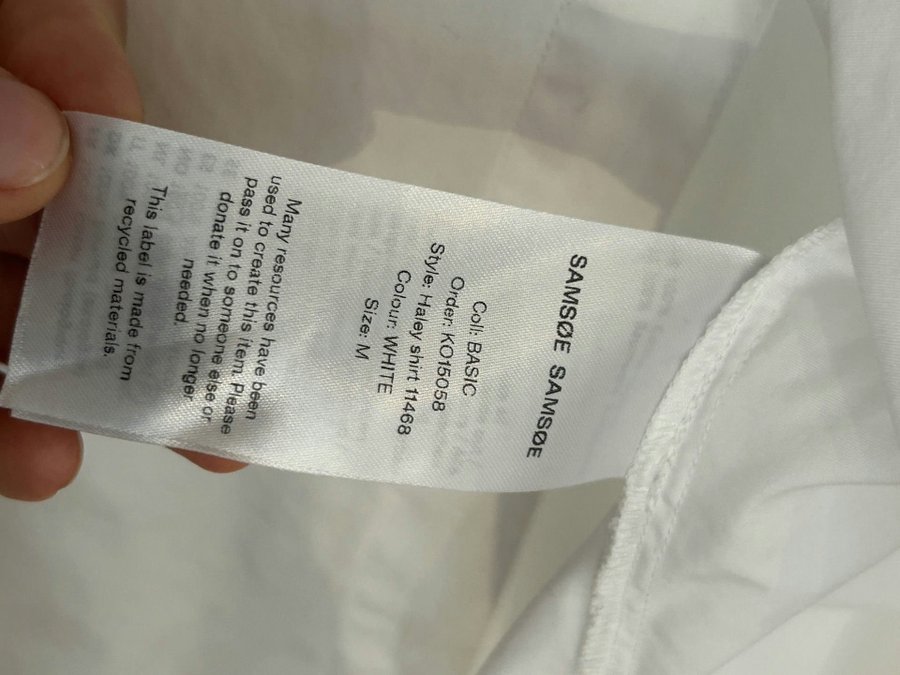 SAMSØE SAMSØE
Coll: BASIC
Order: KO15058
Style: Haley shirt 11468
Colour: WHITE
Size: M
Many resources have been
used to create this item. Please
pass it on to someone else or
donate it when no longer
needed.
This label is made from
recycled materials.